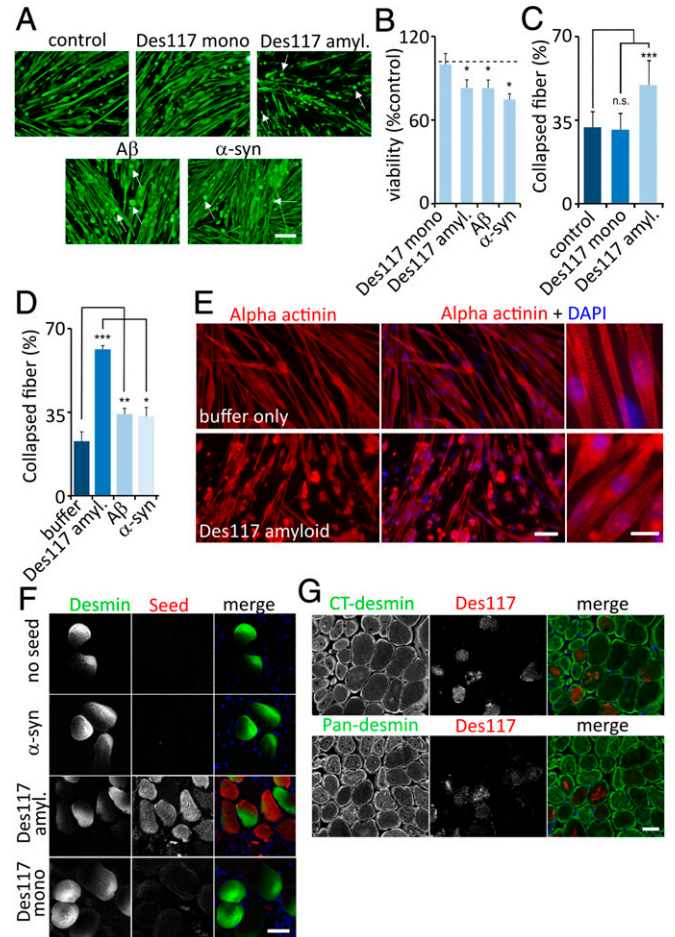 A
control
Des117 mono
Des117 amyl.
Aβ
α-syn
B
viability (%control)
120
60
0
*
*
*
Des117 mono
Des117 amyl.
Aβ
α-syn
C
Collapsed fiber (%)
70
35
0
n.s.
***
control
Des117 mono
Des117 amyl.
D
Collapsed fiber (%)
70
35
0
***
**
*
buffer
Des117 amyl.
Aβ
α-syn
E
Alpha actinin
Alpha actinin + DAPI
buffer only
Des117 amyloid
F
Desmin
Seed
merge
no seed
α-syn
Des117 amyl.
Des117 mono
G
CT-desmin
Des117
merge
Pan-desmin
Des117
merge